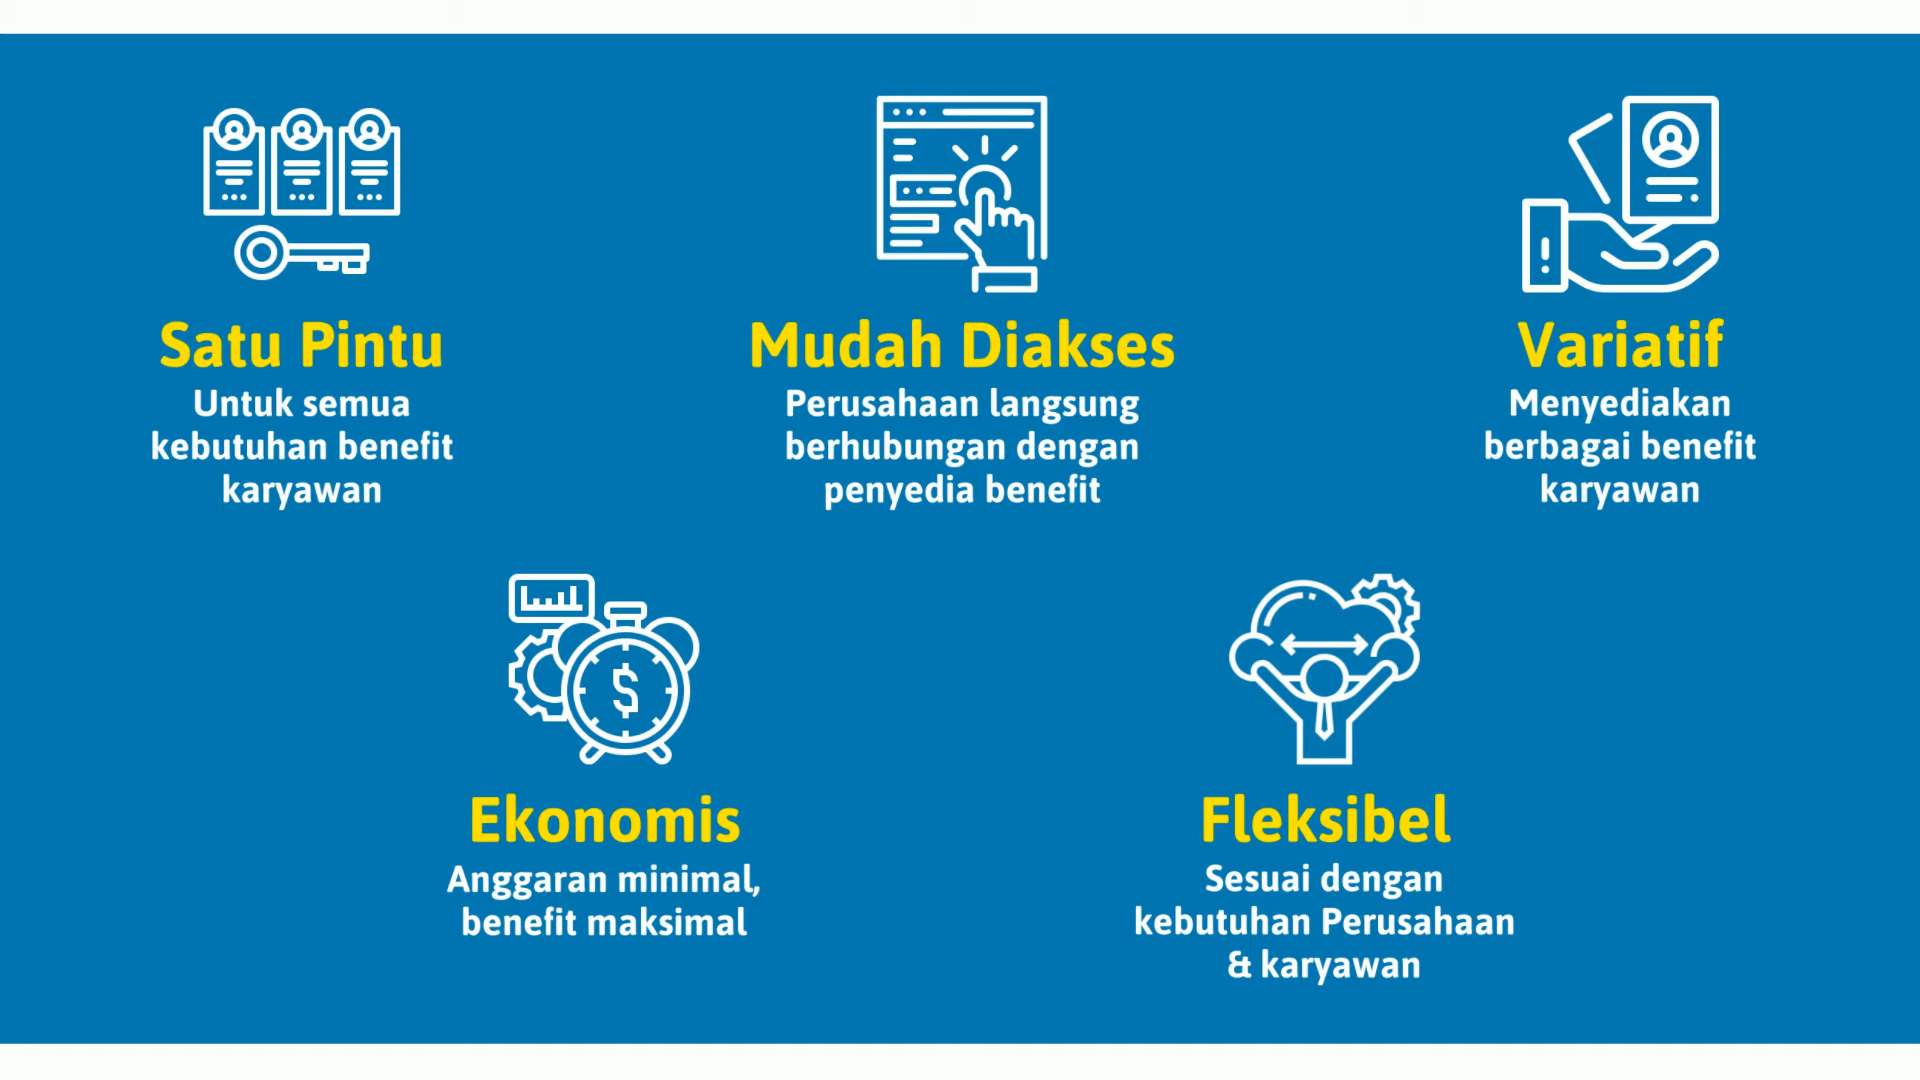 Satu Pintu
Untuk semua
kebutuhan benefit
karyawan
Mudah Diakses
Perusahaan langsung
berhubungan dengan
penyedia benefit
Variatif
Menyediakan
berbagai benefit
karyawan
$
Ekonomis
Anggaran minimal,
benefit maksimal
Fleksibel
Sesuai dengan
kebutuhan Perusahaan
& karyawan